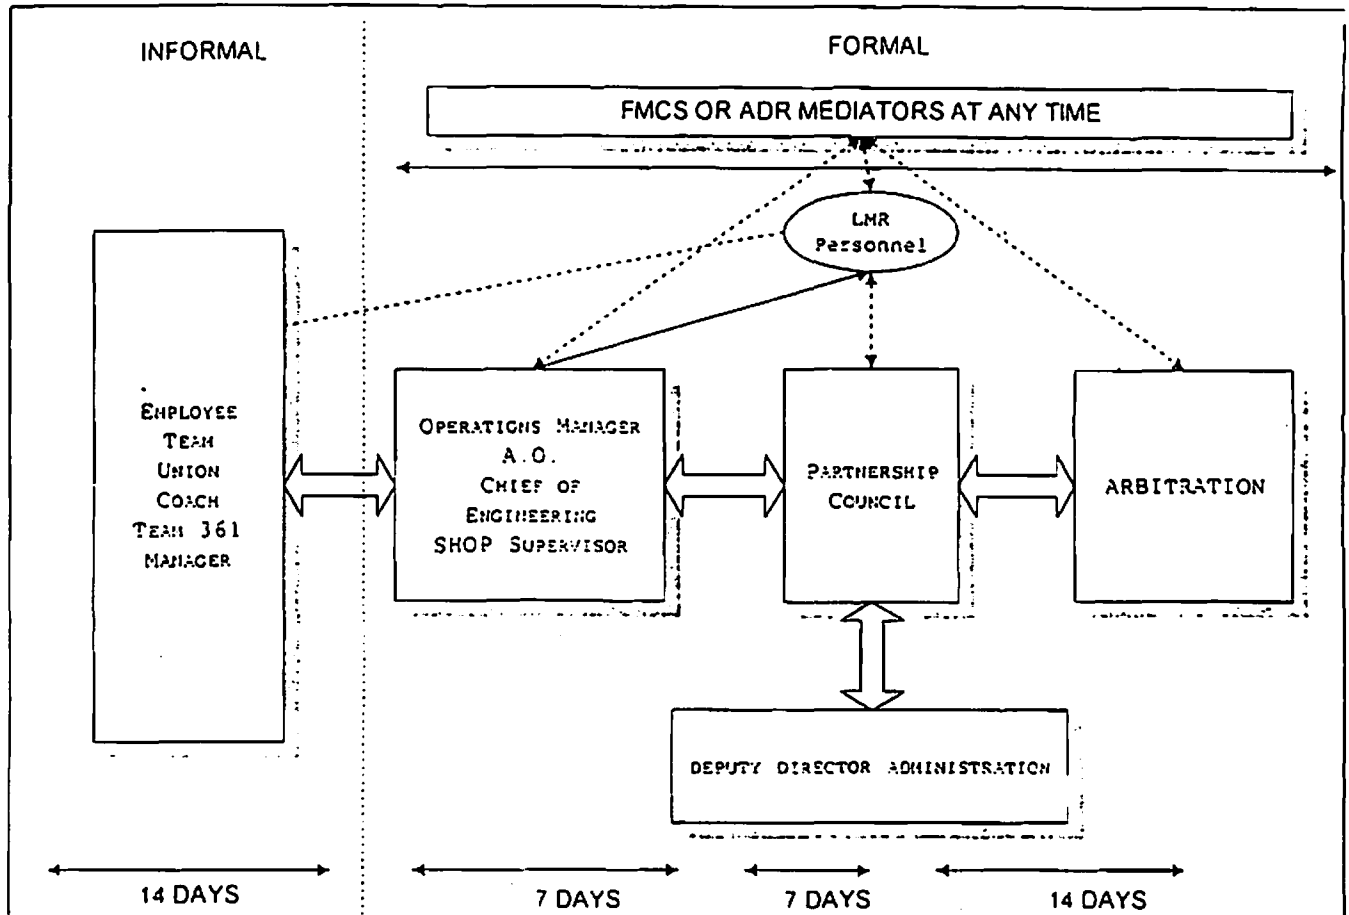 INFORMAL
FORMAL
FMCS OR ADR MEDIATORS AT ANY TIME
LMR
Personnel
EMPLOYEE
TEAM
UNION
COACH
TEAM 361
MANAGER
OPERATIONS MANAGER
A.O.
CHIEF OF
ENGINEERING
SHOP SUPERVISOR
PARTNERSHIP
COUNCIL
ARBITRATION
DEPUTY DIRECTOR ADMINISTRATION
14 DAYS
7 DAYS
7 DAYS
14 DAYS